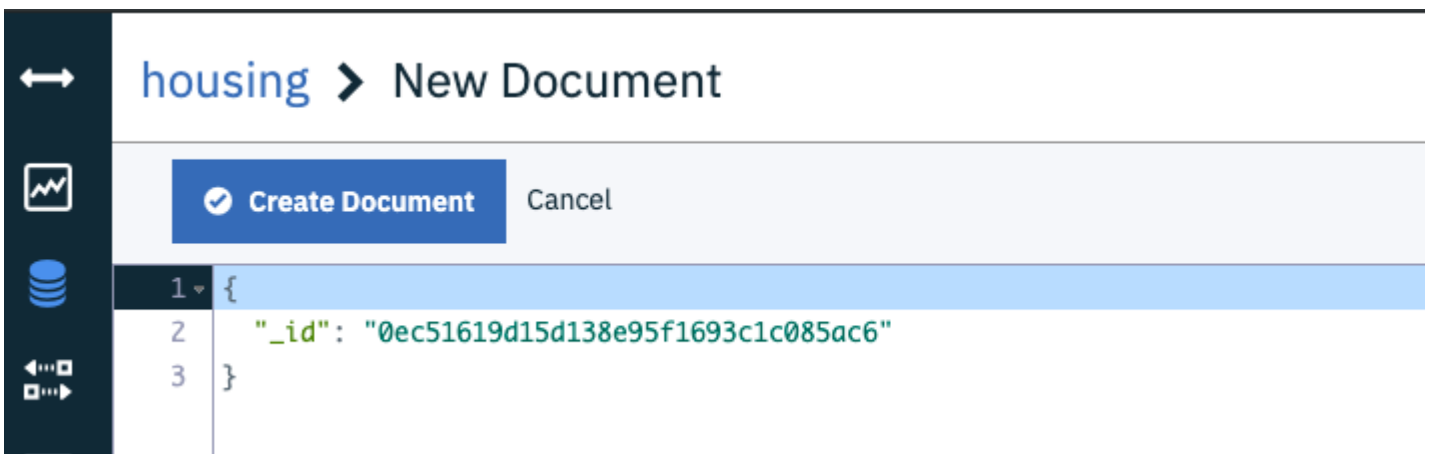 housing > New Document
Create Document Cancel
1 {
2 "_id": "0ec51619d15d138e95f1693c1c085ac6"
3 }